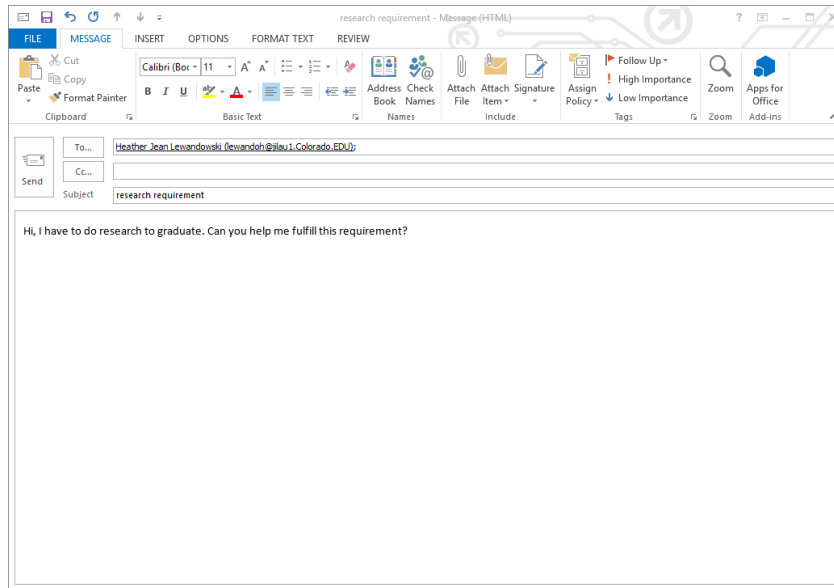 research requirement - Message (HTML)
FILE MESSAGE INSERT OPTIONS FORMAT TEXT REVIEW
Cut
Copy
Format Painter
Paste
Clipboard
Calibri (Boc 11
B I U
Basic Text
Address Book
Check Names
Names
Attach File
Attach Item
Signature
Include
Assign Policy
Follow Up
High Importance
Low Importance
Tags
Zoom
Zoom
Apps for Office
Add-ins
Send
To... Heather Jean Lewandowski (lewandoh@jilau1.Colorado.EDU);
Cc...
Subject research requirement
Hi, I have to do research to graduate. Can you help me fulfill this requirement?